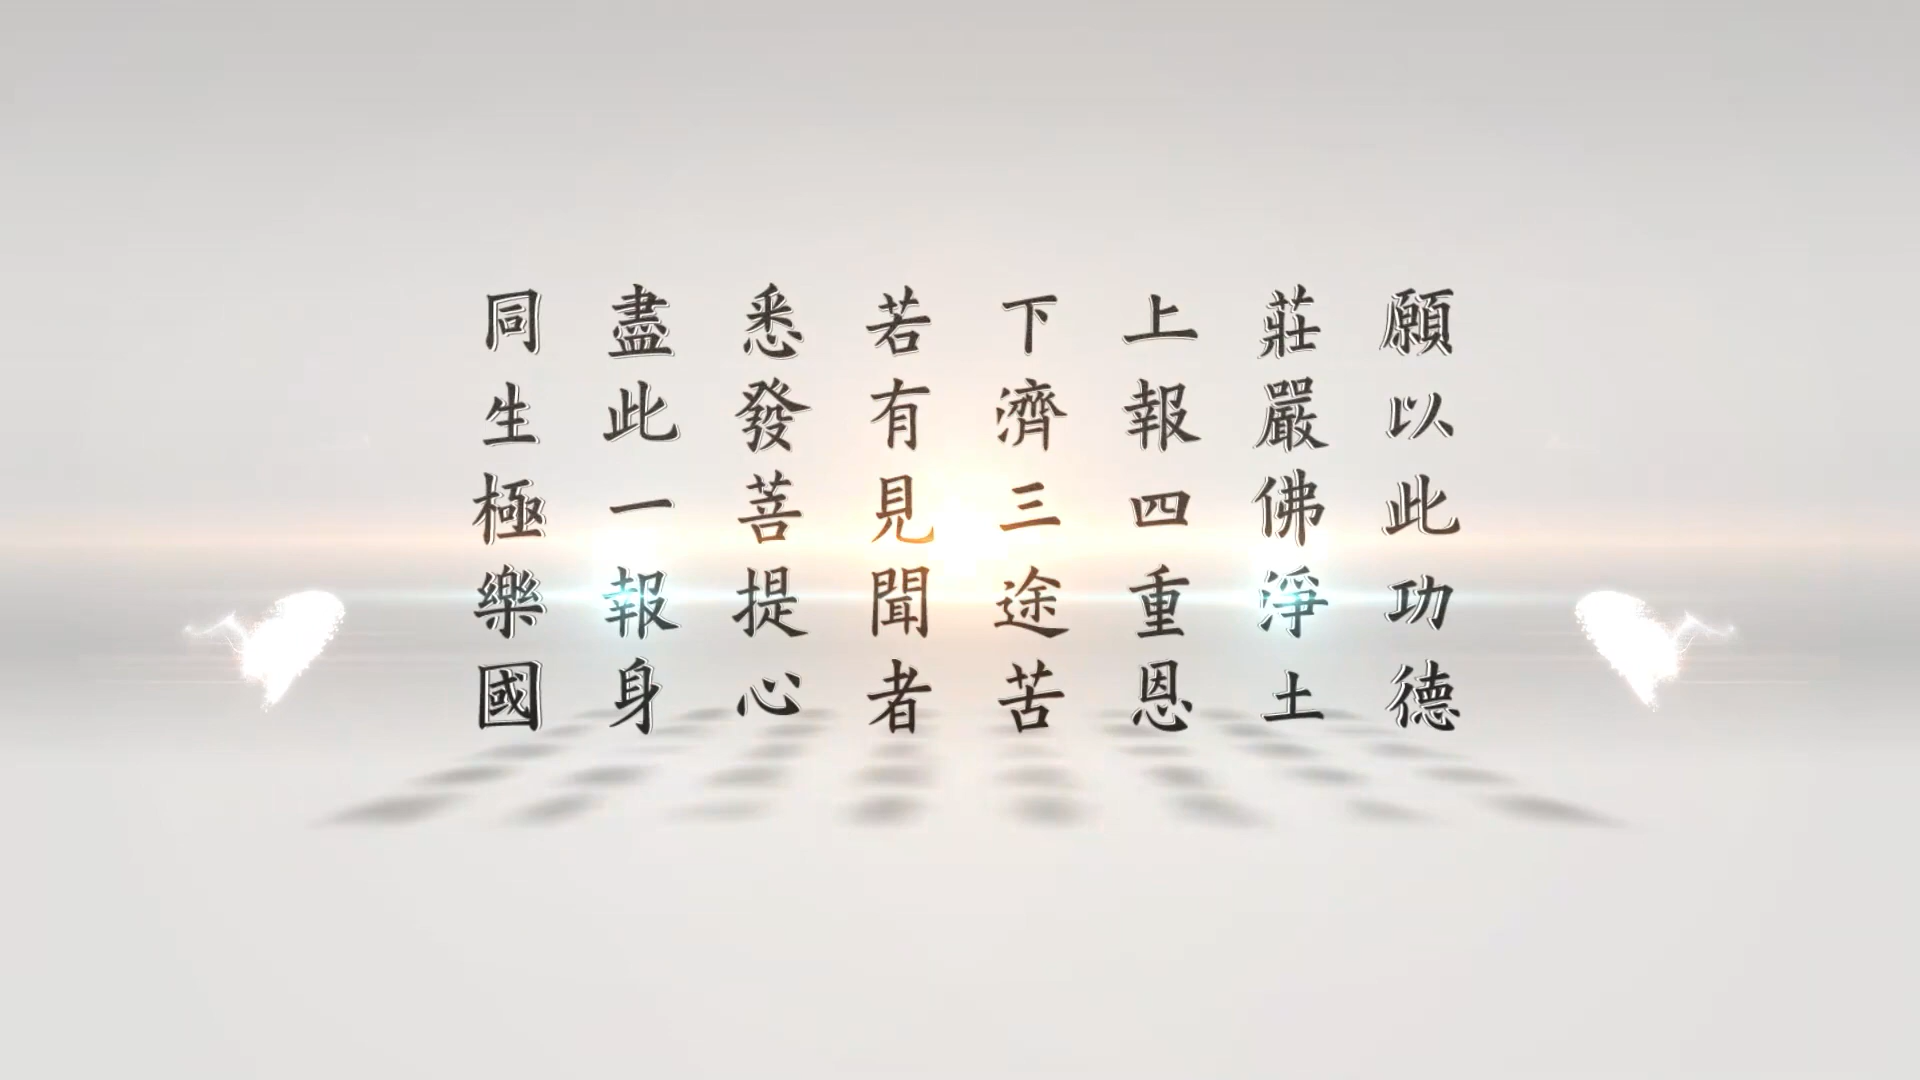 願以此功德
莊嚴佛淨土
上報四重恩
下濟三途苦
若有見聞者
悉發菩提心
盡此一報身
同生極樂國